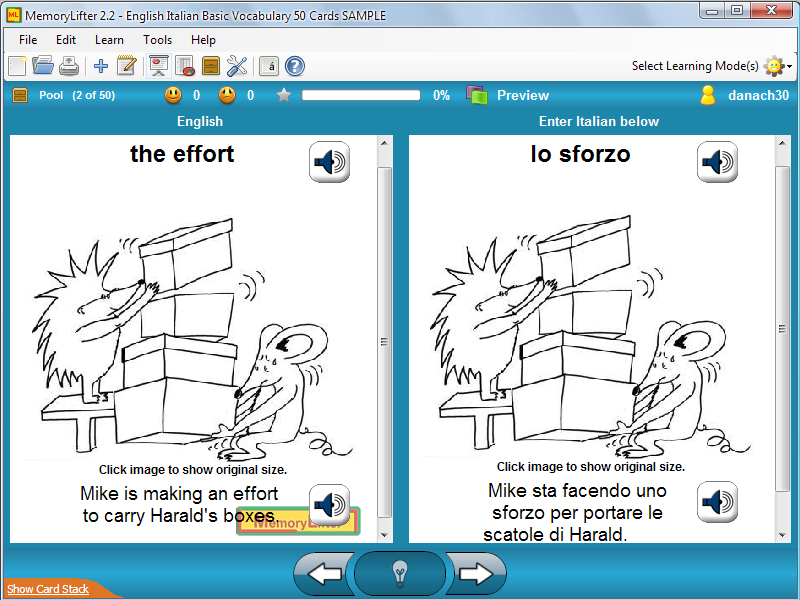 MemoryLifter 2.2 - English Italian Basic Vocabulary 50 Cards SAMPLE
File Edit Learn Tools Help
á ? Select Learning Mode(s)
Pool (2 of 50) 0 0 0% Preview danach30
English
Enter Italian below
the effort
Click image to show original size.
Mike is making an effort
to carry Harald's boxes.
MemoryLifter
lo sforzo
Click image to show original size.
Mike sta facendo uno
sforzo per portare le
scatole di Harald.
Show Card Stack